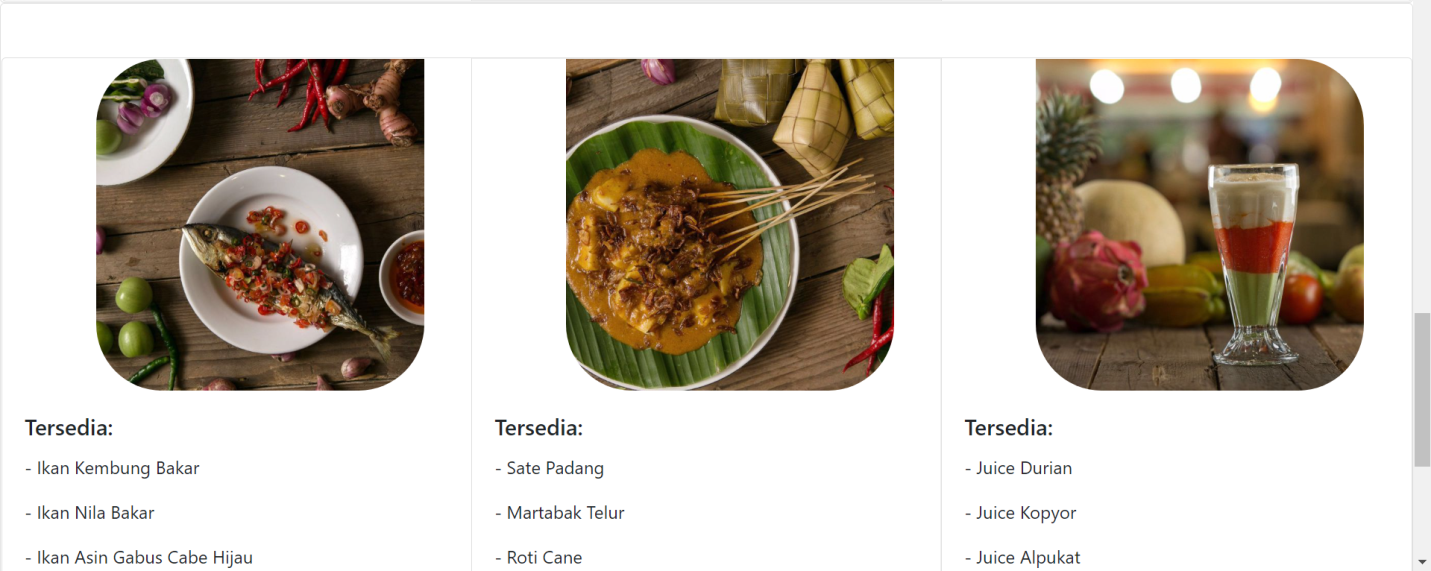 Tersedia:
- Ikan Kembung Bakar
- Ikan Nila Bakar
- Ikan Asin Gabus Cabe Hijau
Tersedia:
- Sate Padang
- Martabak Telur
- Roti Cane
Tersedia:
- Juice Durian
- Juice Kopyor
- Juice Alpukat